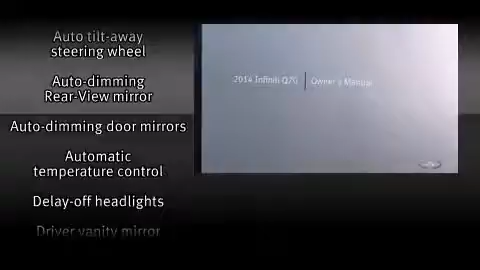 Auto tilt-away
steering wheel
Auto-dimming
Rear-View mirror
Auto-dimming door mirrors
Automatic
temperature control
Delay-off headlights
Driver vanity mirror
2014 Infiniti Q70
Owner's Manual